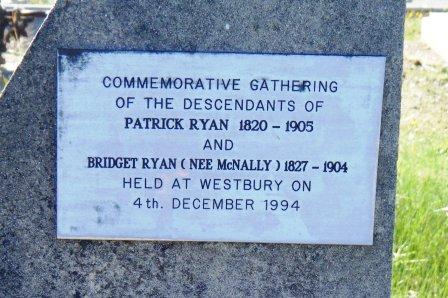 COMMEMORATIVE GATHERING
OF THE DESCENDANTS OF
PATRICK RYAN 1820 - 1905
AND
BRIDGET RYAN ( NEE McNALLY ) 1827 - 1904
HELD AT WESTBURY ON
4th. DECEMBER 1994